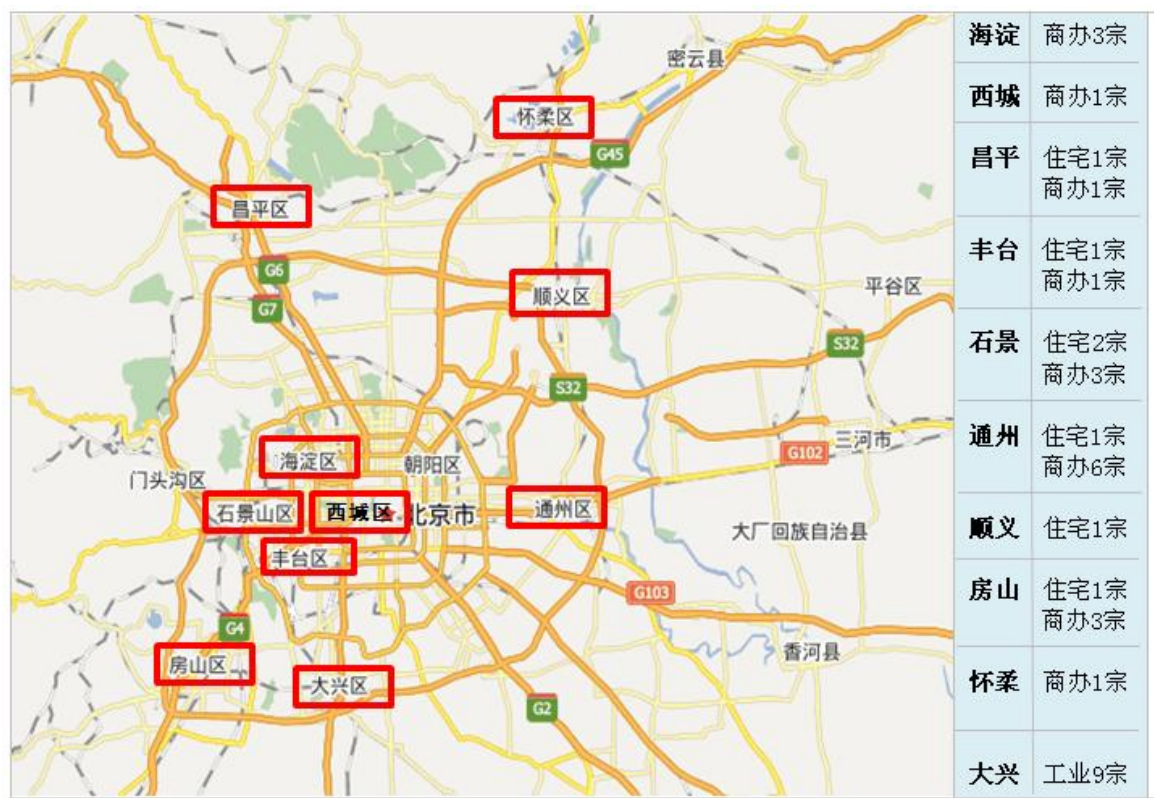 密云县
怀柔区
G45
昌平区
G6
顺义区
平谷区
G7
S32
S32
海淀区
朝阳区
三河市
G102
门头沟区
石景山区
西城区
北京市
通州区
大厂回族自治县
丰台区
G103
G4
香河县
房山区
大兴区
G2
海淀 商办3宗
西城 商办1宗
昌平 住宅1宗
商办1宗
丰台 住宅1宗
商办1宗
石景 住宅2宗
商办3宗
通州 住宅1宗
商办6宗
顺义 住宅1宗
房山 住宅1宗
商办3宗
怀柔 商办1宗
大兴 工业9宗